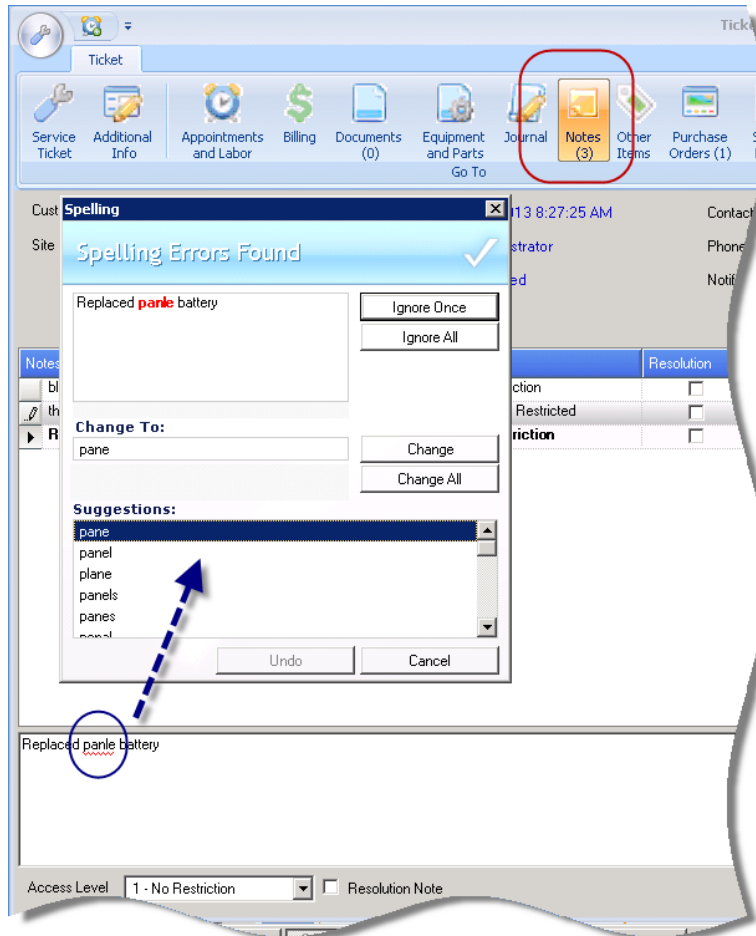 Ticke
Ticket
Service Ticket
Additional Info
Appointments and Labor
Billing
Documents (0)
Equipment and Parts
Journal
Notes (3)
Other Items
Purchase Orders (1)
Go To
Cust
13 8:27:25 AM
Contact
Site
strator
Phone
ed
Notif
Spelling
Spelling Errors Found
Replaced panle battery
Ignore Once
Ignore All
Change To:
pane
Change
Change All
Suggestions:
pane
panel
plane
panels
panes
penal
Undo
Cancel
Notes
Resolution
bl
ction
th
Restricted
R
riction
Replaced panle battery
Access Level
1 - No Restriction
Resolution Note